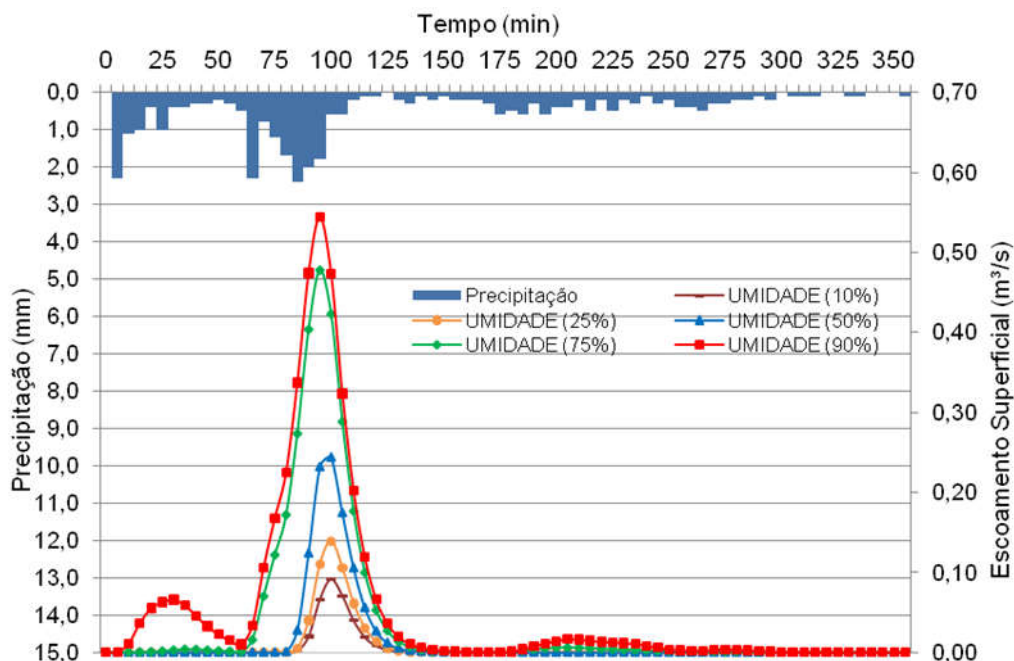 Tempo (min)
0 25 50 75 100 125 150 175 200 225 250 275 300 325 350
0,0
1,0
2,0
3,0
4,0
5,0
6,0
7,0
8,0
9,0
10,0
11,0
12,0
13,0
14,0
15,0
Precipitação (mm)
Precipitação
UMIDADE (10%)
UMIDADE (25%)
UMIDADE (50%)
UMIDADE (75%)
UMIDADE (90%)
0,70
0,60
0,50
0,40
0,30
0,20
0,10
0,00
Escoamento Superficial (m³/s)